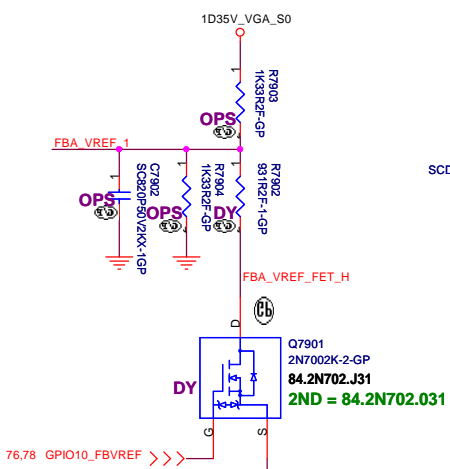 1D35V_VGA_S0
1
R7903
1K33R2F-GP
OPS
FBA_VREF_1
1
C7902
SC820P50V2KX-1GP
OPS
1
R7904
1K33R2F-GP
OPS
1
R7902
931R2F-1-GP
DY
SCD
FBA_VREF_FET_H
D
Q7901
2N7002K-2-GP
84.2N702.J31
2ND = 84.2N702.031
DY
G
S
76,78 GPIO10_FBVREF